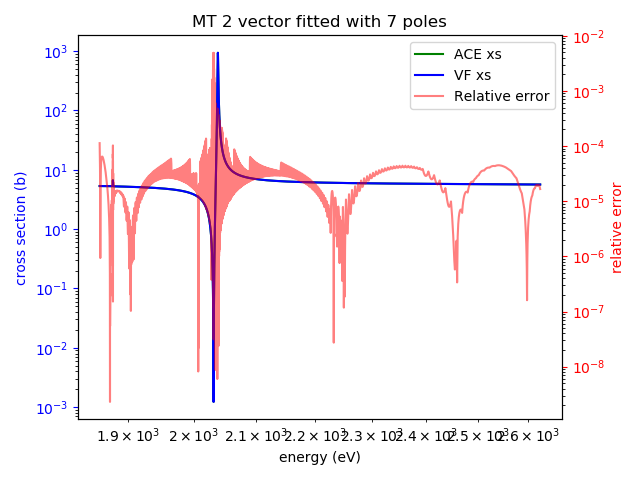 MT 2 vector fitted with 7 poles
ACE xs
VF xs
Relative error
cross section (b)
10³
10²
10¹
10⁰
10⁻¹
10⁻²
10⁻³
relative error
10⁻²
10⁻³
10⁻⁴
10⁻⁵
10⁻⁶
10⁻⁷
10⁻⁸
1.9 × 10³ 2 × 10³ 2.1 × 10³ 2.2 × 10³ 2.3 × 10³ 2.4 × 10³ 2.5 × 10³ 2.6 × 10³
energy (eV)